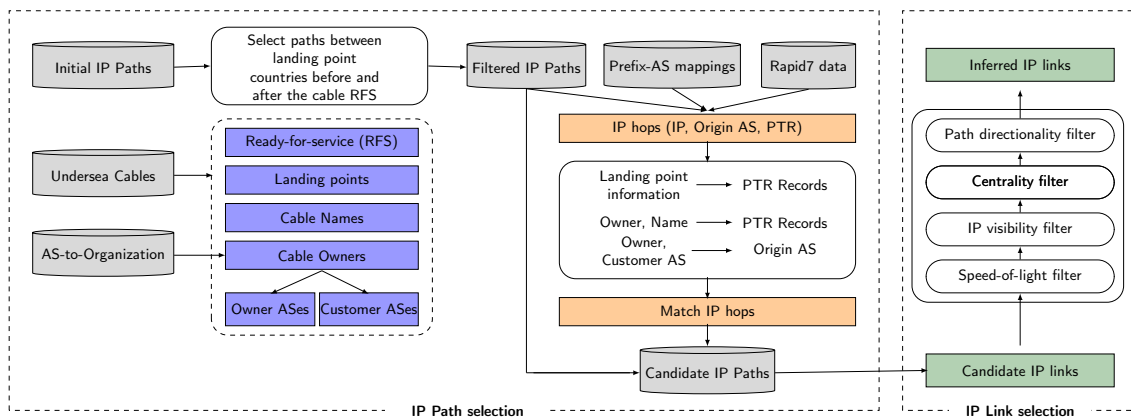 Initial IP Paths
Select paths between
landing point
countries before and
after the cable RFS
Filtered IP Paths
Prefix-AS mappings
Rapid7 data
Undersea Cables
AS-to-Organization
Ready-for-service (RFS)
Landing points
Cable Names
Cable Owners
Owner ASes
Customer ASes
IP hops (IP, Origin AS, PTR)
Landing point
information
PTR Records
Owner, Name
PTR Records
Owner,
Customer AS
Origin AS
Match IP hops
Candidate IP Paths
IP Path selection
Inferred IP links
Path directionality filter
Centrality filter
IP visibility filter
Speed-of-light filter
Candidate IP links
IP Link selection